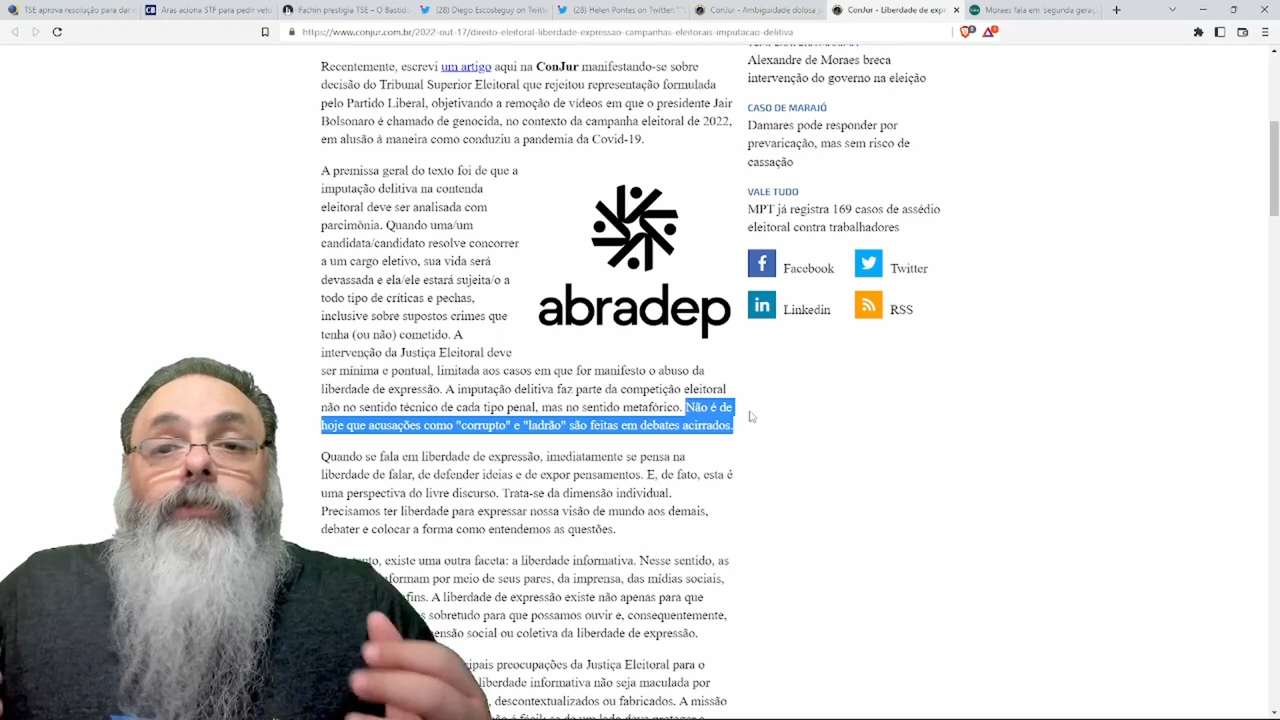 TSE aprova resolução para dar
Aras aciona STF para pedir veto
Fachin prestigia TSE – O Bastid
(28) Diego Escosteguy on Twitter
(28) Helen Pontes on Twitter: "
ConJur - Ambiguidade dolosa
ConJur - Liberdade de exp
Moraes fala em 'segunda geraç
https://www.conjur.com.br/2022-out-17/direito-eleitoral-liberdade-expressao-campanhas-eleitorais-imputacao-delitiva
Recentemente, escrevi um artigo aqui na ConJur manifestando-se sobre
decisão do Tribunal Superior Eleitoral que rejeitou representação formulada
pelo Partido Liberal, objetivando a remoção de vídeos em que o presidente Jair
Bolsonaro é chamado de genocida, no contexto da campanha eleitoral de 2022,
em alusão à maneira como conduziu a pandemia da Covid-19.
A premissa geral do texto foi de que a
imputação delitiva na contenda
eleitoral deve ser analisada com
parcimônia. Quando uma/um
candidata/candidato resolve concorrer
a um cargo eletivo, sua vida será
devassada e ela/ele estará sujeita/o a
todo tipo de críticas e pechas,
inclusive sobre supostos crimes que
tenha (ou não) cometido. A
intervenção da Justiça Eleitoral deve
ser mínima e pontual, limitada aos casos em que for manifesto o abuso da
liberdade de expressão. A imputação delitiva faz parte da competição eleitoral
não no sentido técnico de cada tipo penal, mas no sentido metafórico. Não é de
hoje que acusações como "corrupto" e "ladrão" são feitas em debates acirrados.
abradep
Quando se fala em liberdade de expressão, imediatamente se pensa na
liberdade de falar, de defender ideias e de expor pensamentos. E, de fato, esta é
uma perspectiva do livre discurso. Trata-se da dimensão individual.
Precisamos ter liberdade para expressar nossa visão de mundo aos demais,
debater e colocar a forma como entendemos as questões.
existe uma outra faceta: a liberdade informativa. Nesse sentido, as
formam por meio de seus pares, da imprensa, das mídias sociais,
fins. A liberdade de expressão existe não apenas para que
sobretudo para que possamos ouvir e, consequentemente,
ensão social ou coletiva da liberdade de expressão.
cipais preocupações da Justiça Eleitoral para o
liberdade informativa não seja maculada por
, descontextualizados ou fabricados. A missão
Alexandre de Moraes breca
intervenção do governo na eleição
CASO DE MARAJÓ
Damares pode responder por
prevaricação, mas sem risco de
cassação
VALE TUDO
MPT já registra 169 casos de assédio
eleitoral contra trabalhadores
Facebook
Twitter
Linkedin
RSS